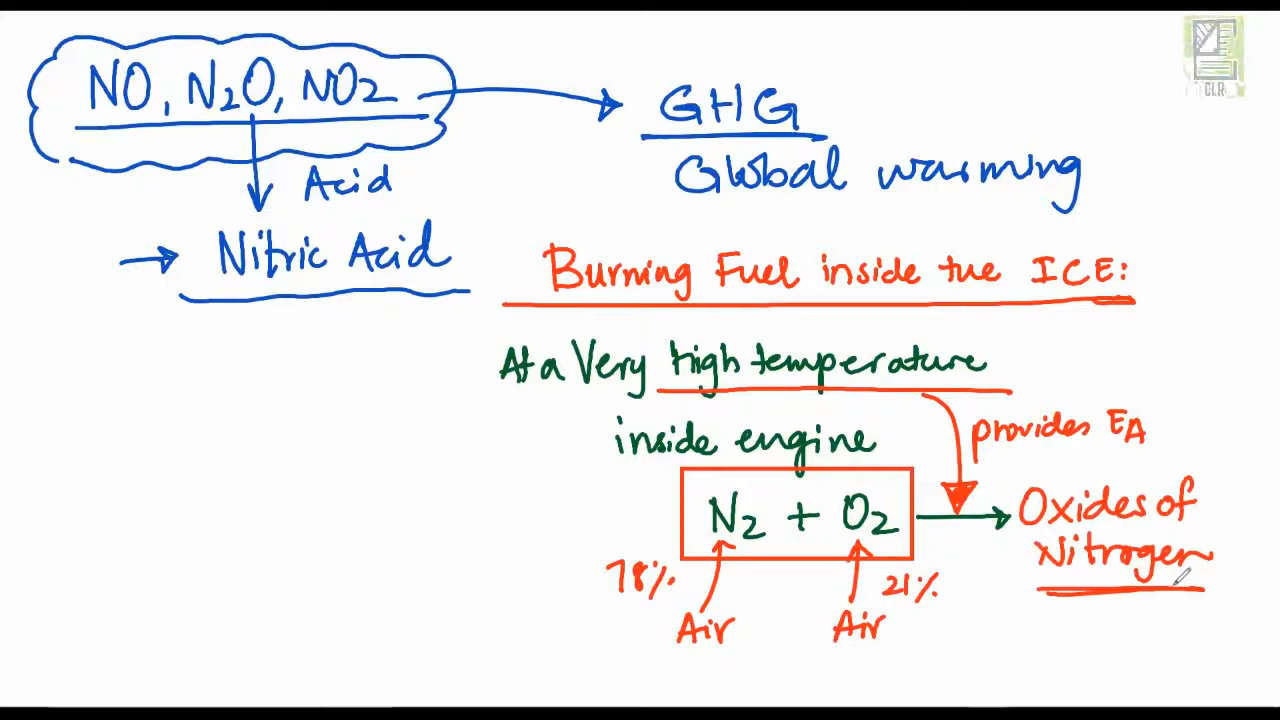 NO, N2O, NO2
GHG
Global warming
Acid
Nitric Acid
Burning Fuel inside the ICE:
At a Very high temperature
inside engine
provides EA
N2 + O2
Oxides of
Nitrogen
78%
21%
Air
Air
CLR